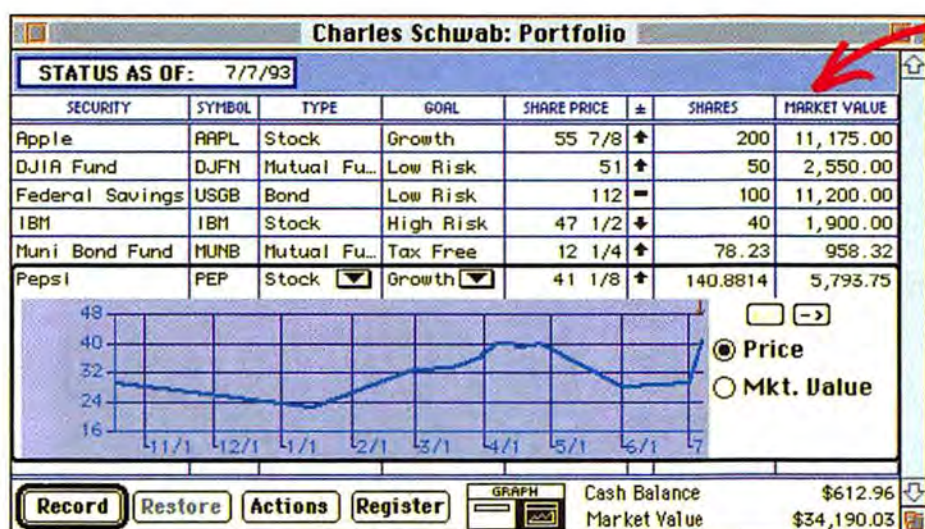 Charles Schwab: Portfolio
STATUS AS OF: 7/7/93
SECURITY SYMBOL TYPE GOAL SHARE PRICE ± SHARES MARKET VALUE
Apple AAPL Stock Growth 55 7/8 200 11,175.00
DJIA Fund DJFN Mutual Fu… Low Risk 51 50 2,550.00
Federal Savings USGB Bond Low Risk 112 100 11,200.00
IBM IBM Stock High Risk 47 1/2 40 1,900.00
Muni Bond Fund MUNB Mutual Fu… Tax Free 12 1/4 78.23 958.32
Pepsi PEP Stock Growth 41 1/8 140.8814 5,793.75
48
40
32
24
16
Price
Mkt. Value
11/1 12/1 1/1 2/1 3/1 4/1 5/1 6/1 7
Record Restore Actions Register GRAPH Cash Balance $612.96
Market Value $34,190.03